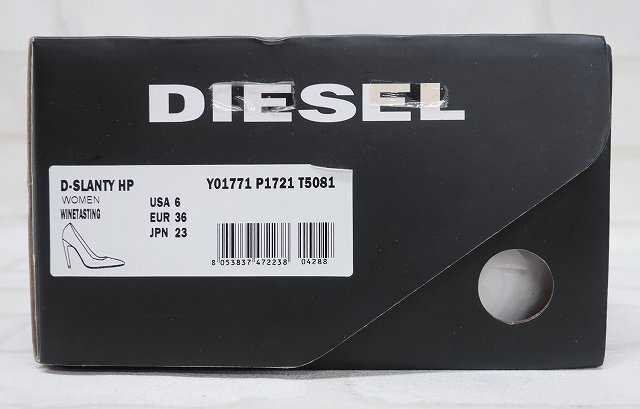 DIESEL
D-SLANTY HP
WOMEN
WINETASTING
Y01771 P1721 T5081
USA 6
EUR 36
JPN 23
8 053837 472238 04288